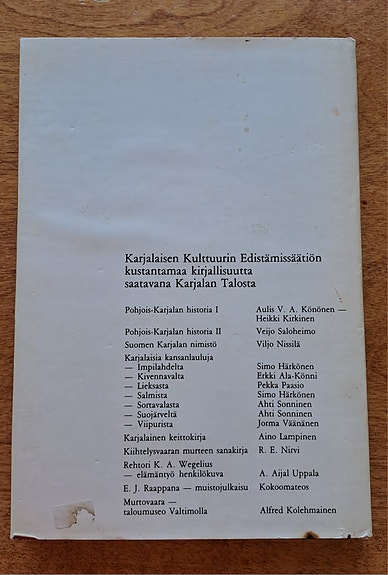 Karjalaisen Kulttuurin Edistämissäätiön
kustantamaa kirjallisuutta
saatavana Karjalan Talosta
Pohjois-Karjalan historia I Aulis V. A. Könönen —
Heikki Kirkinen
Pohjois-Karjalan historia II Veijo Saloheimo
Suomen Karjalan nimistö Viljo Nissilä
Karjalaisia kansanlauluja
— Impilahdelta Simo Härkönen
— Kivennavalta Erkki Ala-Könni
— Lieksasta Pekka Paasio
— Salmista Simo Härkönen
— Sortavalasta Ahti Sonninen
— Suojärveltä Ahti Sonninen
— Viipurista Jorma Väänänen
Karjalainen keittokirja Aino Lampinen
Kiihtelysvaaran murteen sanakirja R. E. Nirvi
Rehtori K. A. Wegelius
— elämäntyö henkilökuva A. Aijal Uppala
E. J. Raappana — muistojulkaisu Kokoomateos
Murtovaara —
taloumuseo Valtimolla Alfred Kolehmainen